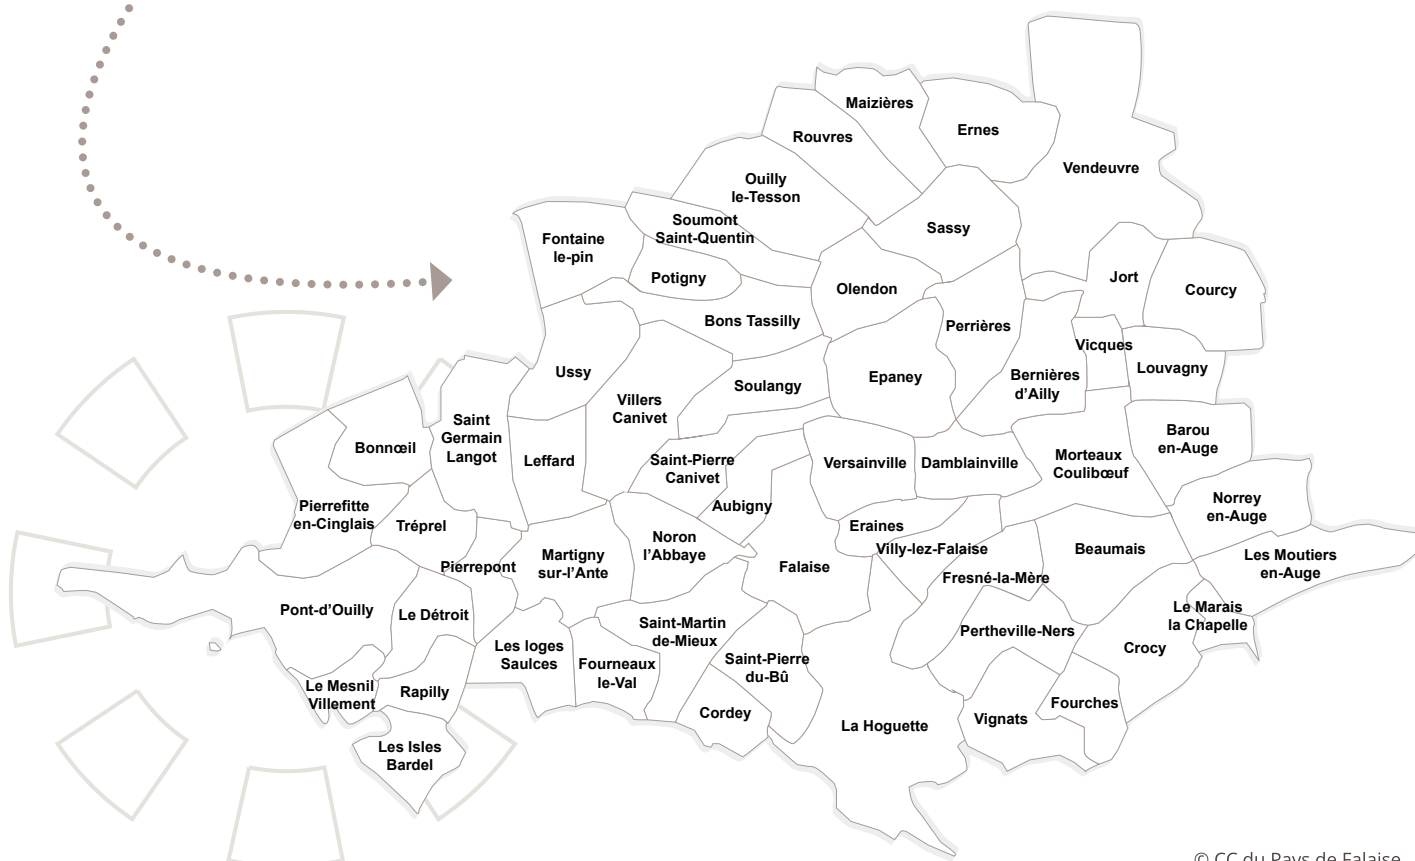 Maizières
Rouvres
Ernes
Vendeuvre
Ouilly
le-Tesson
Soumont
Saint-Quentin
Sassy
Fontaine
le-pin
Potigny
Olendon
Jort
Courcy
Bons Tassilly
Perrières
Vicques
Louvagny
Ussy
Soulangy
Epaney
Bernières
d'Ailly
Villers
Canivet
Saint
Germain
Langot
Bonnœil
Leffard
Saint-Pierre
Canivet
Versainville
Damblainville
Morteaux
Coulibœuf
Barou
en-Auge
Pierrefitte
en-Cinglais
Tréprel
Aubigny
Norrey
en-Auge
Eraines
Noron
l'Abbaye
Martigny
sur-l'Ante
Pierrepont
Falaise
Villy-lez-Falaise
Fresné-la-Mère
Beaumais
Les Moutiers
en-Auge
Pont-d'Ouilly
Le Détroit
Le Marais
la Chapelle
Saint-Martin
de-Mieux
Pertheville-Ners
Crocy
Les loges
Saulces
Fourneaux
le-Val
Saint-Pierre
du-Bû
Le Mesnil
Villement
Rapilly
Cordey
La Hoguette
Vignats
Fourches
Les Isles
Bardel
© CC du Pays de Falaise